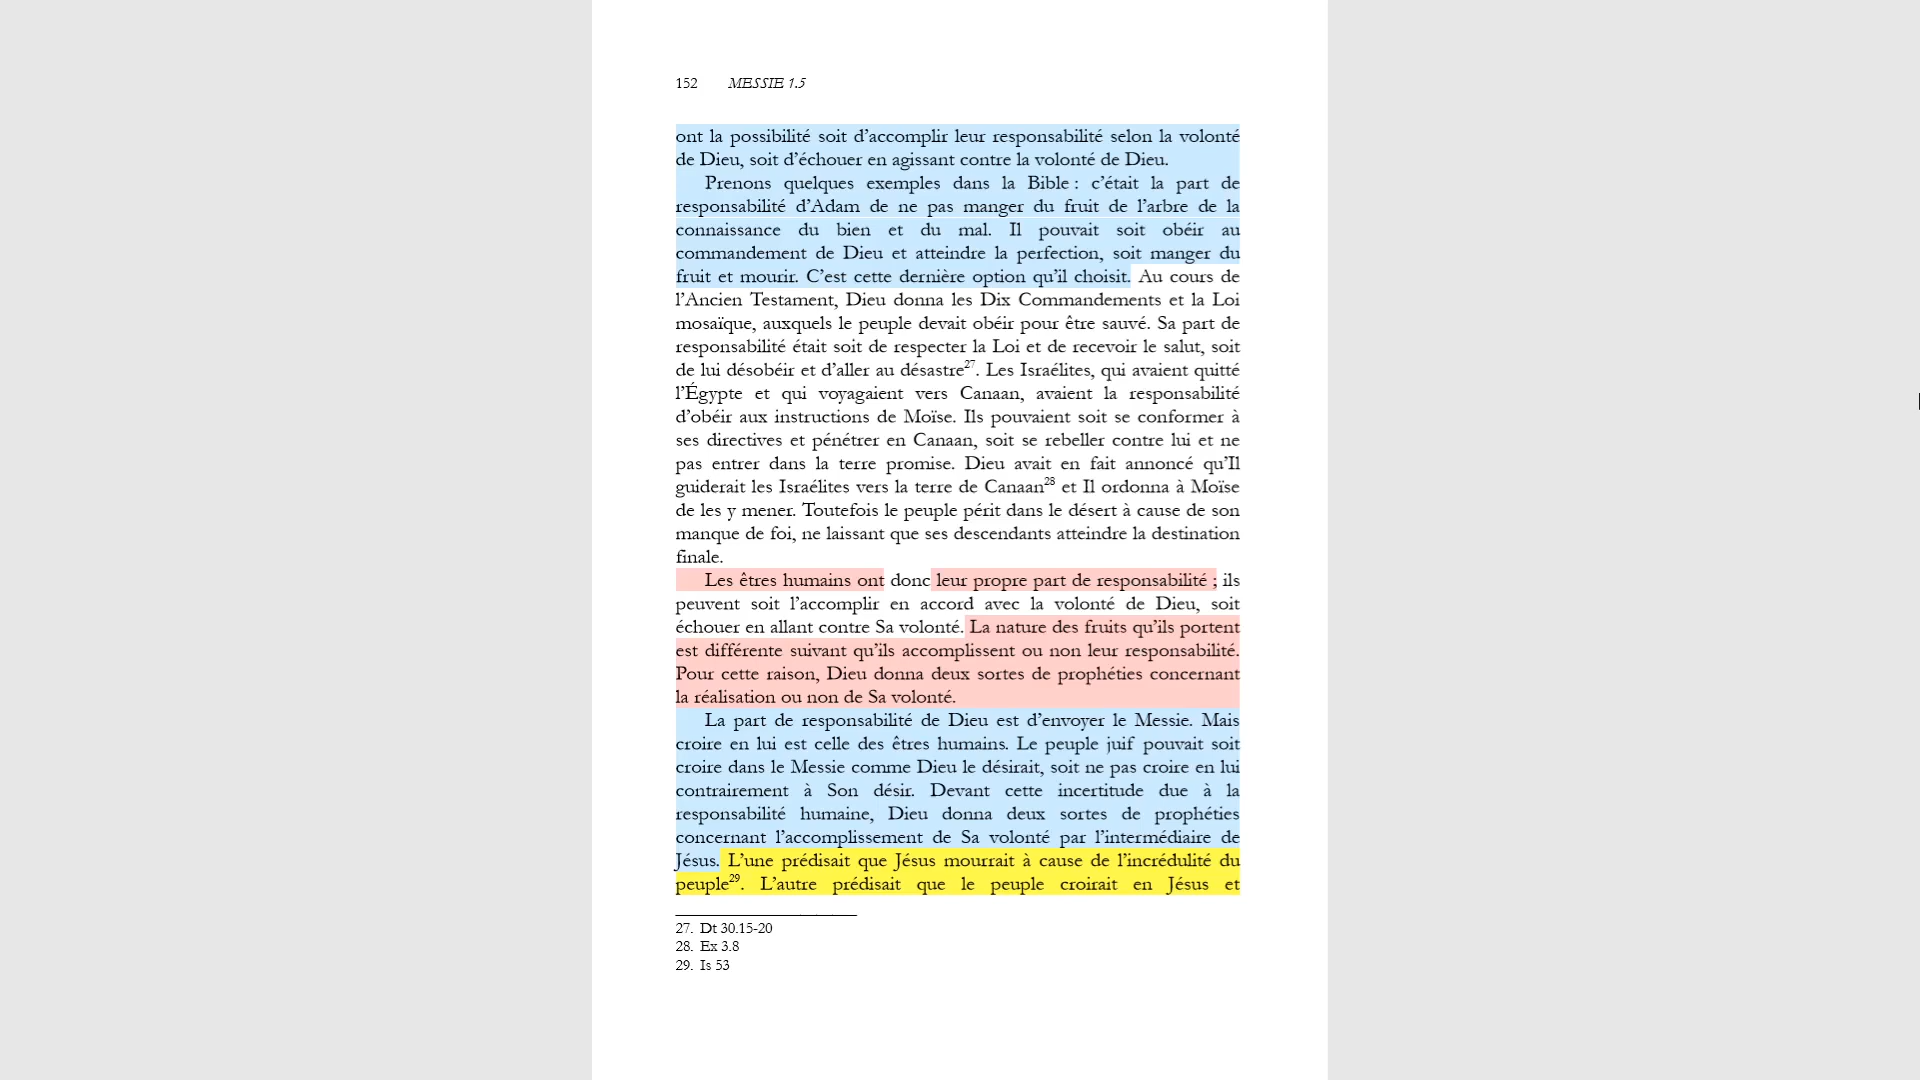 152 MESSIE 1.5
ont la possibilité soit d’accomplir leur responsabilité selon la volonté
de Dieu, soit d’échouer en agissant contre la volonté de Dieu.
Prenons quelques exemples dans la Bible : c’était la part de
responsabilité d’Adam de ne pas manger du fruit de l’arbre de la
connaissance du bien et du mal. Il pouvait soit obéir au
commandement de Dieu et atteindre la perfection, soit manger du
fruit et mourir. C’est cette dernière option qu’il choisit. Au cours de
l’Ancien Testament, Dieu donna les Dix Commandements et la Loi
mosaïque, auxquels le peuple devait obéir pour être sauvé. Sa part de
responsabilité était soit de respecter la Loi et de recevoir le salut, soit
de lui désobéir et d’aller au désastre27. Les Israélites, qui avaient quitté
l’Égypte et qui voyagaient vers Canaan, avaient la responsabilité
d’obéir aux instructions de Moïse. Ils pouvaient soit se conformer à
ses directives et pénétrer en Canaan, soit se rebeller contre lui et ne
pas entrer dans la terre promise. Dieu avait en fait annoncé qu’Il
guiderait les Israélites vers la terre de Canaan28 et Il ordonna à Moïse
de les y mener. Toutefois le peuple périt dans le désert à cause de son
manque de foi, ne laissant que ses descendants atteindre la destination
finale.
Les êtres humains ont donc leur propre part de responsabilité ; ils
peuvent soit l’accomplir en accord avec la volonté de Dieu, soit
échouer en allant contre Sa volonté. La nature des fruits qu’ils portent
est différente suivant qu’ils accomplissent ou non leur responsabilité.
Pour cette raison, Dieu donna deux sortes de prophéties concernant
la réalisation ou non de Sa volonté.
La part de responsabilité de Dieu est d’envoyer le Messie. Mais
croire en lui est celle des êtres humains. Le peuple juif pouvait soit
croire dans le Messie comme Dieu le désirait, soit ne pas croire en lui
contrairement à Son désir. Devant cette incertitude due à la
responsabilité humaine, Dieu donna deux sortes de prophéties
concernant l’accomplissement de Sa volonté par l’intermédiaire de
Jésus. L’une prédisait que Jésus mourrait à cause de l’incrédulité du
peuple29. L’autre prédisait que le peuple croirait en Jésus et
27. Dt 30.15-20
28. Ex 3.8
29. Is 53